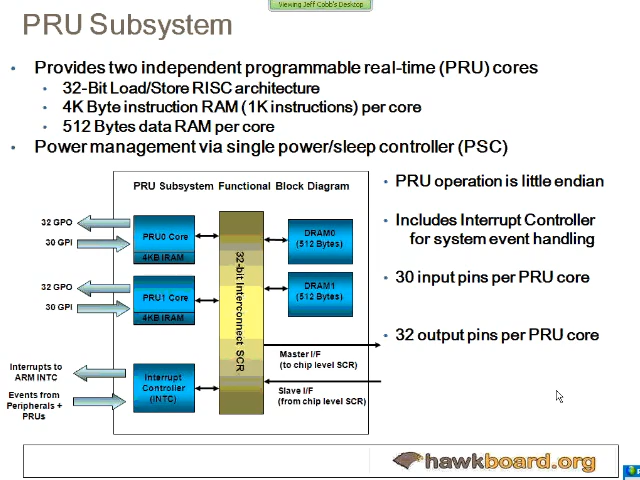 Viewing Jeff Cobb's Desktop
PRU Subsystem
• Provides two independent programmable real-time (PRU) cores
• 32-Bit Load/Store RISC architecture
• 4K Byte instruction RAM (1K instructions) per core
• 512 Bytes data RAM per core
• Power management via single power/sleep controller (PSC)
PRU Subsystem Functional Block Diagram
32 GPO
30 GPI
PRU0 Core
4KB IRAM
32 GPO
30 GPI
PRU1 Core
4KB IRAM
Interrupts to
ARM INTC
Events from
Peripherals +
PRUs
Interrupt
Controller
(INTC)
32-bit Interconnect SCR
DRAM0
(512 Bytes)
DRAM1
(512 Bytes)
Master I/F
(to chip level SCR)
Slave I/F
(from chip level SCR)
• PRU operation is little endian
• Includes Interrupt Controller
for system event handling
• 30 input pins per PRU core
• 32 output pins per PRU core
hawkboard.org